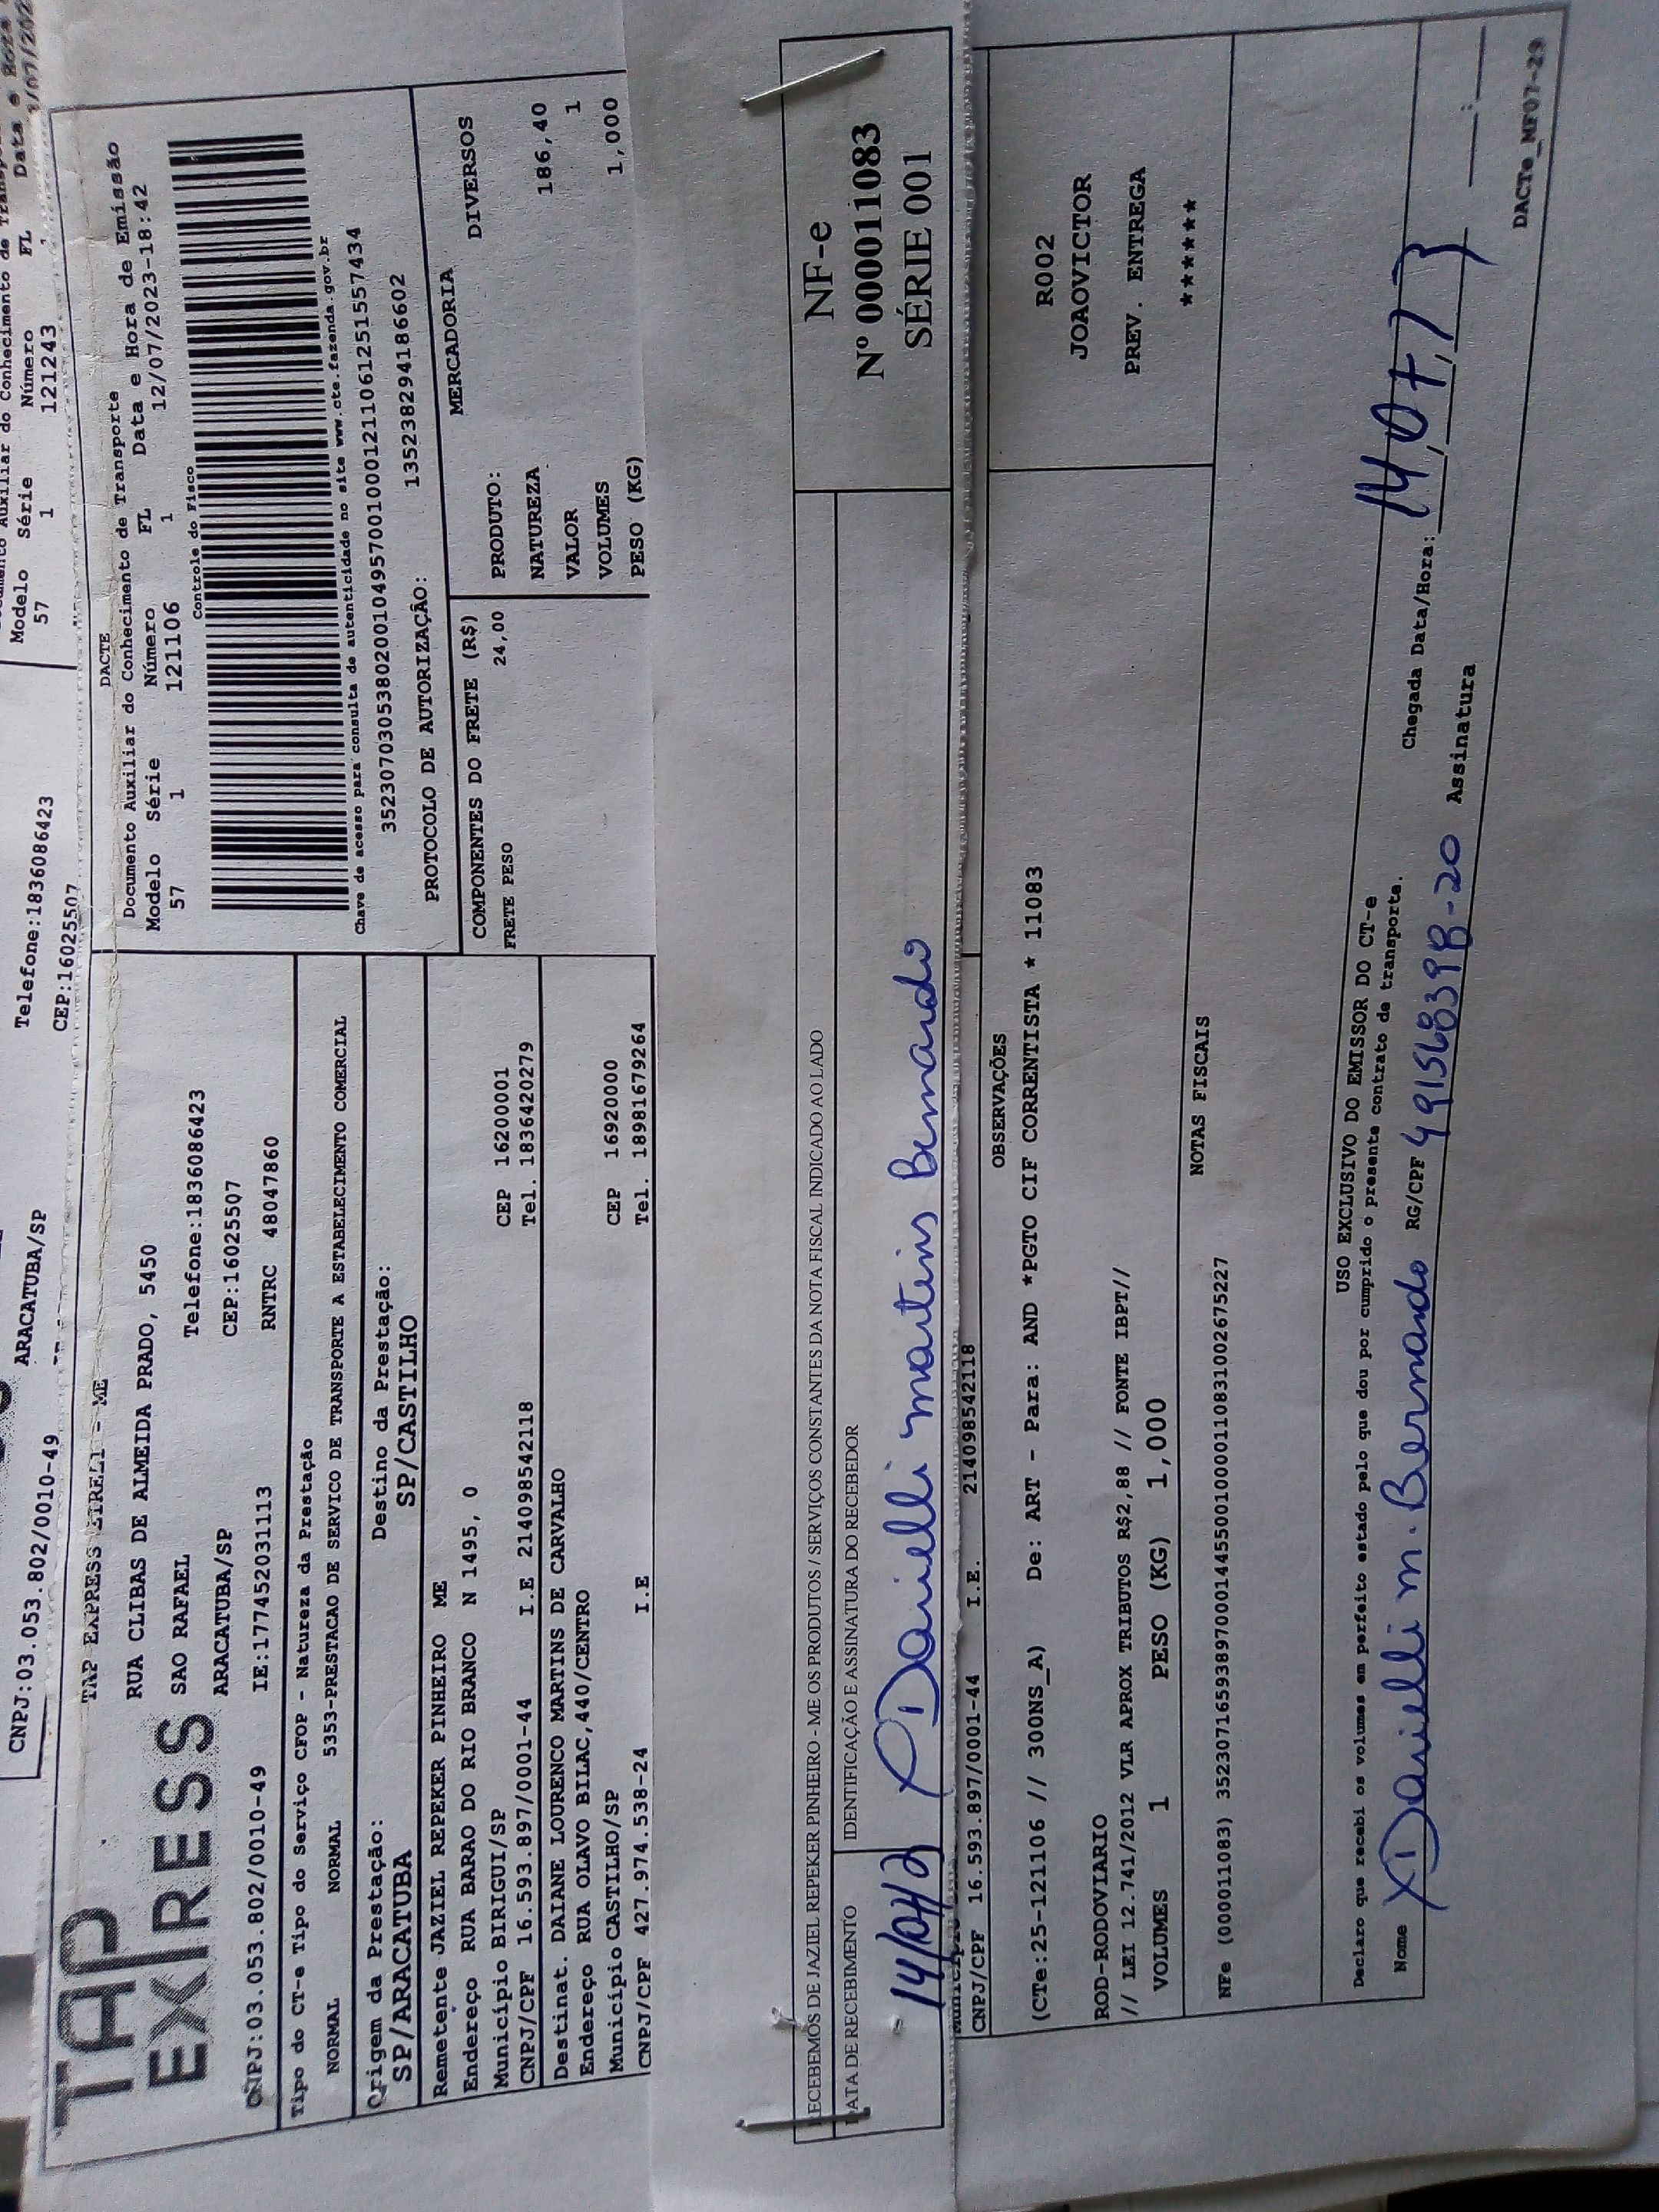 CNPJ:03.053.802/0010-49
ARACATUBA/SP
Telefone:1836086423
CEP:16025507
Modelo Série Número FL Data e
57 1 121243
TAP EXPRESS
TAP EXPRESS EIRELI - ME
RUA CLIBAS DE ALMEIDA PRADO, 5450
SAO RAFAEL Telefone:1836086423
ARACATUBA/SP CEP:16025507
CNPJ:03.053.802/0010-49 IE:177452031113 RNTRC 48047860
DACTE
Documento Auxiliar do Conhecimento de Transporte
Modelo Série Número FL Data e Hora de Emissão
57 1 121106 1 12/07/2023-18:42
Controle do Fisco
Chave de acesso para consulta de autenticidade no site www.cte.fazenda.gov.br
35230703053802001049570010001211061251557434
PROTOCOLO DE AUTORIZAÇÃO: 135238294186602
Tipo do CT-e Tipo do Serviço CFOP - Natureza da Prestação
NORMAL NORMAL 5353-PRESTACAO DE SERVICO DE TRANSPORTE A ESTABELECIMENTO COMERCIAL
Origem da Prestação: Destino da Prestação:
SP/ARACATUBA SP/CASTILHO
Remetente JAZIEL REPEKER PINHEIRO ME
Endereço RUA BARAO DO RIO BRANCO N 1495, 0
Município BIRIGUI/SP CEP 16200001
CNPJ/CPF 16.593.897/0001-44 I.E 214098542118 Tel. 1836420279
Destinat. DAIANE LOURENCO MARTINS DE CARVALHO
Endereço RUA OLAVO BILAC,440/CENTRO
Município CASTILHO/SP CEP 16920000
CNPJ/CPF 427.974.538-24 I.E Tel. 18981679264
COMPONENTES DO FRETE (R$)
FRETE PESO 24,00
MERCADORIA
PRODUTO: DIVERSOS
NATUREZA
VALOR 186,40
VOLUMES 1
PESO (KG) 1,000
RECEBEMOS DE JAZIEL REPEKER PINHEIRO - ME OS PRODUTOS / SERVIÇOS CONSTANTES DA NOTA FISCAL INDICADO AO LADO
DATA DE RECEBIMENTO IDENTIFICAÇÃO E ASSINATURA DO RECEBEDOR
Danielli martins Bernardo
NF-e
Nº 000011083
SÉRIE 001
Município
CNPJ/CPF 16.593.897/0001-44 I.E. 214098542118
OBSERVAÇÕES
(CTe:25-121106 // 300NS_A) De: ART - Para: AND *PGTO CIF CORRENTISTA * 11083
ROD-RODOVIARIO
// LEI 12.741/2012 VLR APROX TRIBUTOS R$2,88 // FONTE IBPT//
VOLUMES 1 PESO (KG) 1,000
R002
JOAOVICTOR
PREV. ENTREGA
*******
NOTAS FISCAIS
NFe (000011083) 35230716593897000144550010000110831002675227
USO EXCLUSIVO DO EMISSOR DO CT-e
Declaro que recebi os volumes em perfeito estado pelo que dou por cumprido o presente contrato de transporte.
Nome Danielli m. Bernardo RG/CPF Chegada Data/Hora: 14,07,
Assinatura
DACTe_MF07-29